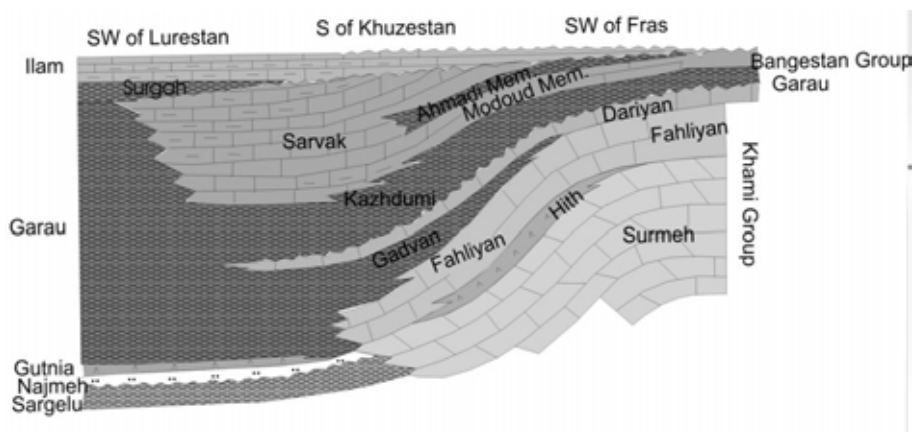 SW of Lurestan
S of Khuzestan
SW of Fras
Ilam
Bangestan Group
Surgah
Garau
Ahmadi Mem.
Modoud Mem.
Dariyan
Sarvak
Fahliyan
Khami Group
Kazhdumi
Hith
Garau
Gadvan
Fahliyan
Surmeh
Gutnia
Najmeh
Sargelu